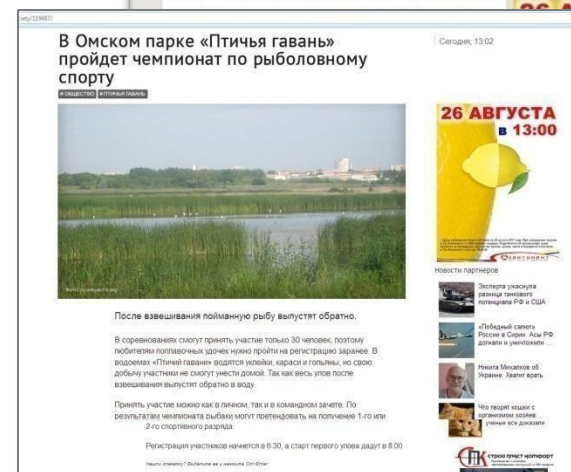 В Омском парке «Птичья гавань»
пройдет чемпионат по рыболовному
спорту
# ОБЩЕСТВО # ПТИЧЬЯ ГАВАНЬ
После взвешивания пойманную рыбу выпустят обратно.
В соревнованиях смогут принять участие только 30 человек, поэтому
любителям поплавочных удочек нужно пройти на регистрацию заранее. В
водоемах «Птичий гавани» водятся уклейки, караси и гольяны, но свою
добычу участники не смогут унести домой. Так как весь улов после
взвешивания выпустят обратно в воду.
Принять участие можно как в личном, так и в командном зачете. По
результатам чемпионата рыбаки могут претендовать на получение 1-го или
2-го спортивного разряда.
Регистрация участников начнется в 6:30, а старт первого улова дадут в 8:00.
Сегодня, 13:02
26 АВГУСТА
в 13:00
Континент
Новости партнеров
Эксперта ужаснула
разница танкового
потенциала РФ и США
«Победный салют»
России в Сирии. Асы РФ
догнали и уничтожили ...
Никита Михалков об
Украине: Хватит врать
Что творят кошки с
организмом хозяев:
ученые все доказали